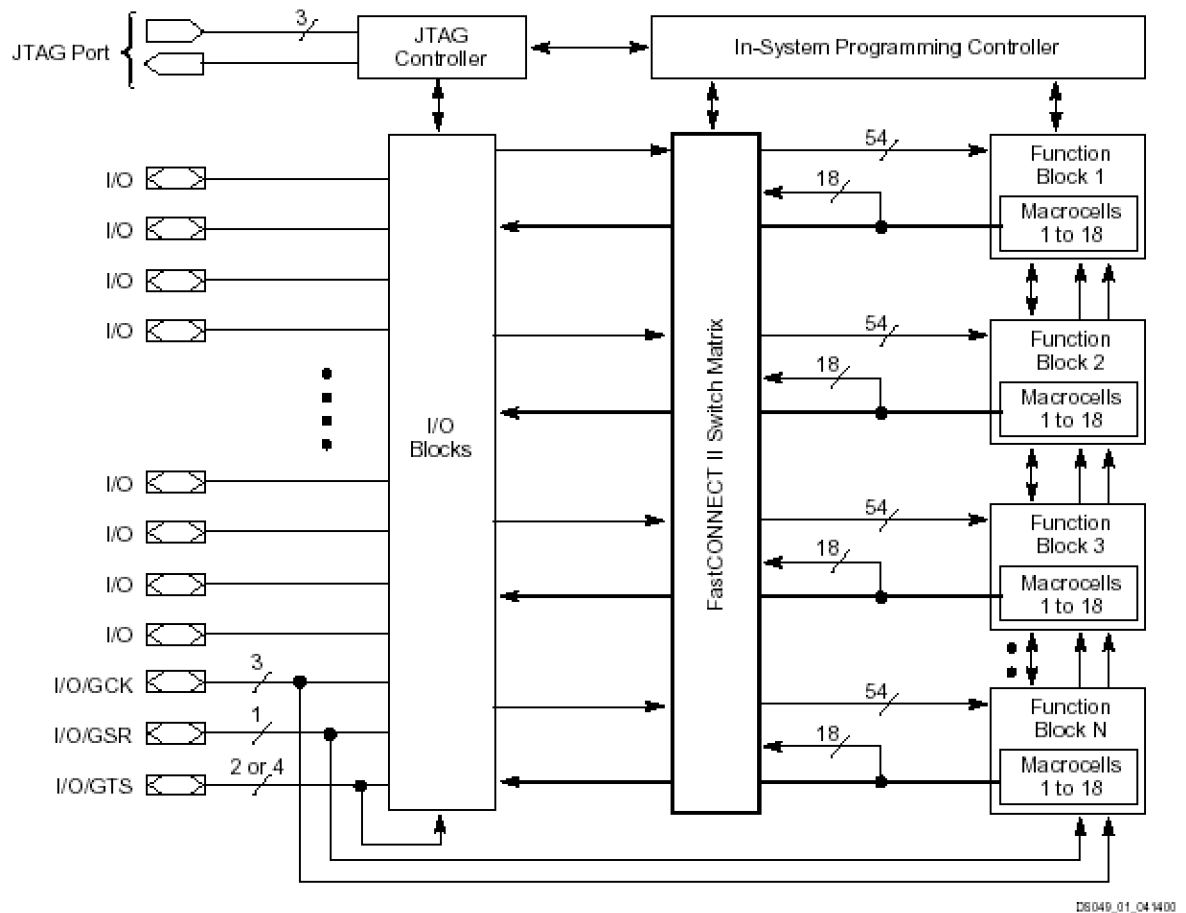 JTAG Port
3
JTAG
Controller
In-System Programming Controller
I/O
I/O
I/O
I/O
I/O
I/O
I/O
I/O
I/O/GCK
3
I/O/GSR
1
I/O/GTS
2 or 4
I/O
Blocks
FastCONNECT II Switch Matrix
54
18
Function
Block 1
Macrocells
1 to 18
54
18
Function
Block 2
Macrocells
1 to 18
54
18
Function
Block 3
Macrocells
1 to 18
54
18
Function
Block N
Macrocells
1 to 18
DS049_01_041400